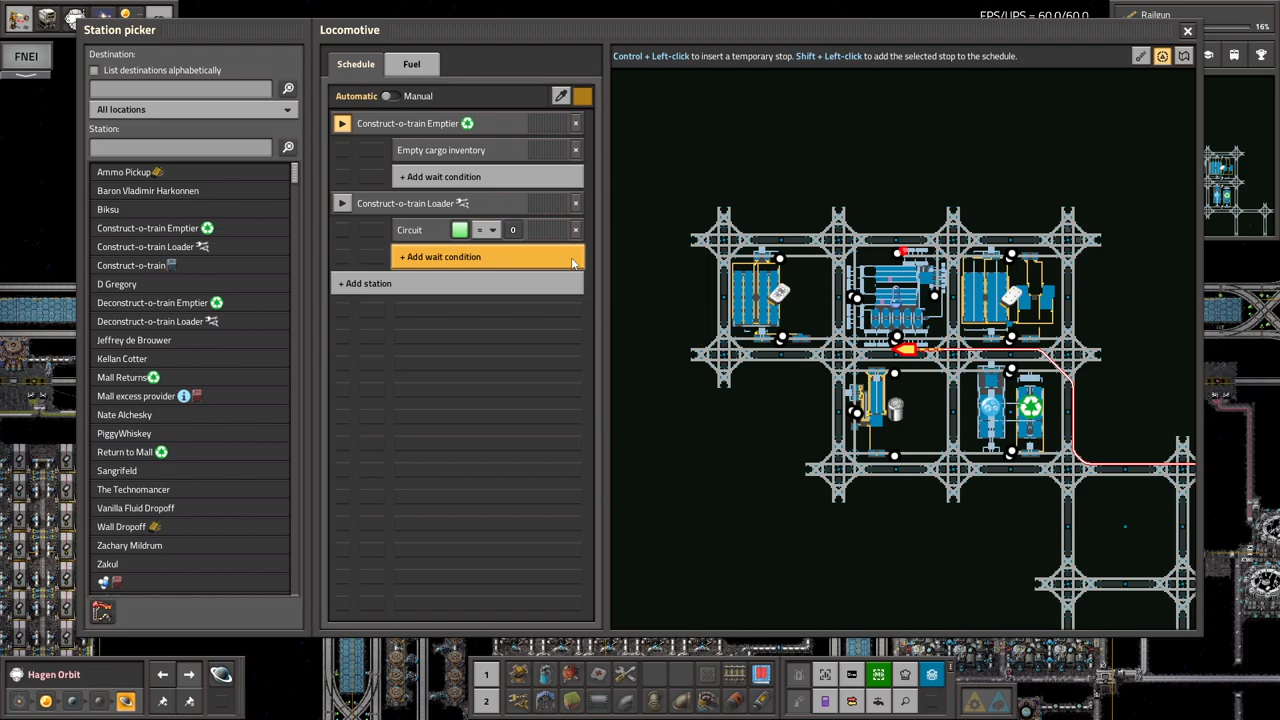 FPS/UPS = 60.0/60.0
Railgun
16%
FNEI
Station picker
Destination:
List destinations alphabetically
All locations
Station:
Ammo Pickup
Baron Vladimir Harkonnen
Biksu
Construct-o-train Emptier
Construct-o-train Loader
Construct-o-train
D Gregory
Deconstruct-o-train Emptier
Deconstruct-o-train Loader
Jeffrey de Brouwer
Kellan Cotter
Mall Returns
Mall excess provider
Nate Alchesky
PiggyWhiskey
Return to Mall
Sangrifeld
The Technomancer
Vanilla Fluid Dropoff
Wall Dropoff
Zachary Mildrum
Zakul
Locomotive
Schedule
Fuel
Automatic
Manual
Construct-o-train Emptier
Empty cargo inventory
+ Add wait condition
Construct-o-train Loader
Circuit
=
0
+ Add wait condition
+ Add station
Control + Left-click to insert a temporary stop. Shift + Left-click to add the selected stop to the schedule.
Hagen Orbit
1
2